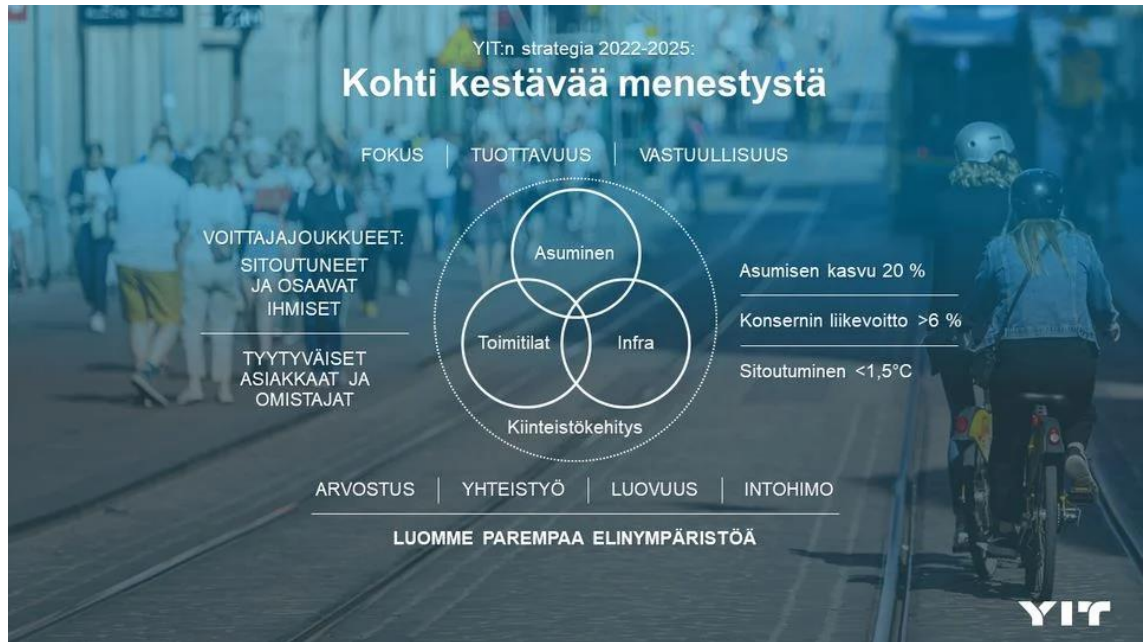 YIT:n strategia 2022-2025:
Kohti kestävää menestystä
FOKUS | TUOTTAVUUS | VASTUULLISUUS
VOITTAJAJOUKKUEET:
SITOUTUNEET
JA OSAAVAT
IHMISET
TYYTYVÄISET
ASIAKKAAT JA
OMISTAJAT
Asuminen
Toimitilat
Infra
Kiinteistökehitys
Asumisen kasvu 20 %
Konsernin liikevoitto >6 %
Sitoutuminen <1,5°C
ARVOSTUS | YHTEISTYÖ | LUOVUUS | INTOHIMO
LUOMME PAREMPAA ELINYMPÄRISTÖÄ
YIT